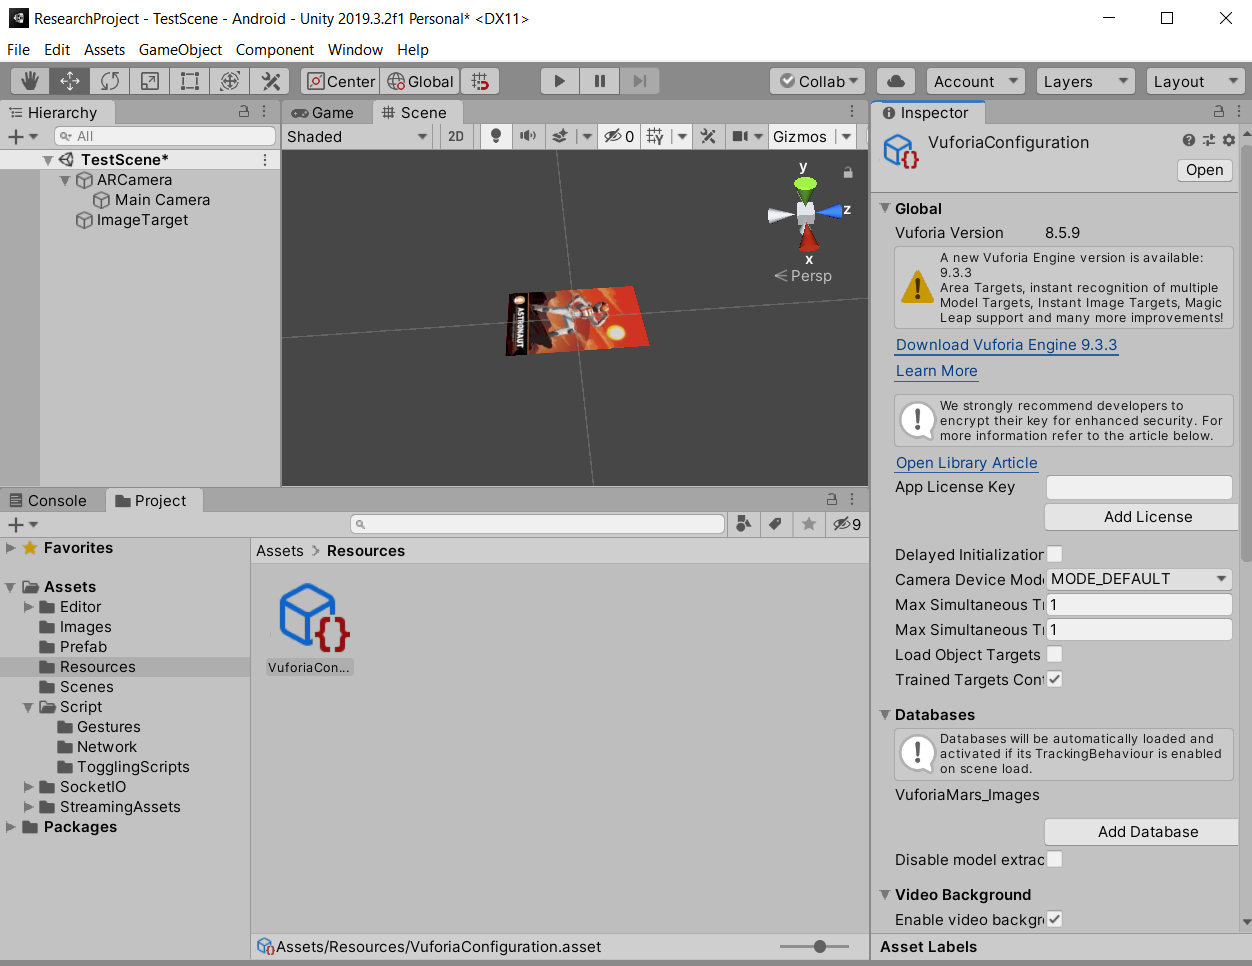 ResearchProject - TestScene - Android - Unity 2019.3.2f1 Personal* <DX11>
File Edit Assets GameObject Component Window Help
Center Global Collab Account Layers Layout
Hierarchy
All
TestScene*
ARCamera
Main Camera
ImageTarget
Game Scene
Shaded 2D 0 Gizmos
y
z
x
Persp
ASTRONAUT
Inspector
VuforiaConfiguration
Open
Global
Vuforia Version 8.5.9
A new Vuforia Engine version is available:
9.3.3
Area Targets, instant recognition of multiple
Model Targets, Instant Image Targets, Magic
Leap support and many more improvements!
Download Vuforia Engine 9.3.3
Learn More
We strongly recommend developers to
encrypt their key for enhanced security. For
more information refer to the article below.
Open Library Article
App License Key
Add License
Delayed Initialization
Camera Device Mode MODE_DEFAULT
Max Simultaneous Tr 1
Max Simultaneous Tr 1
Load Object Targets
Trained Targets Cont
Databases
Databases will be automatically loaded and
activated if its TrackingBehaviour is enabled
on scene load.
VuforiaMars_Images
Add Database
Disable model extrac
Video Background
Enable video backgr
Asset Labels
Console Project
9
Favorites
Assets
Editor
Images
Prefab
Resources
Scenes
Script
Gestures
Network
TogglingScripts
SocketIO
StreamingAssets
Packages
Assets > Resources
VuforiaCon...
Assets/Resources/VuforiaConfiguration.asset